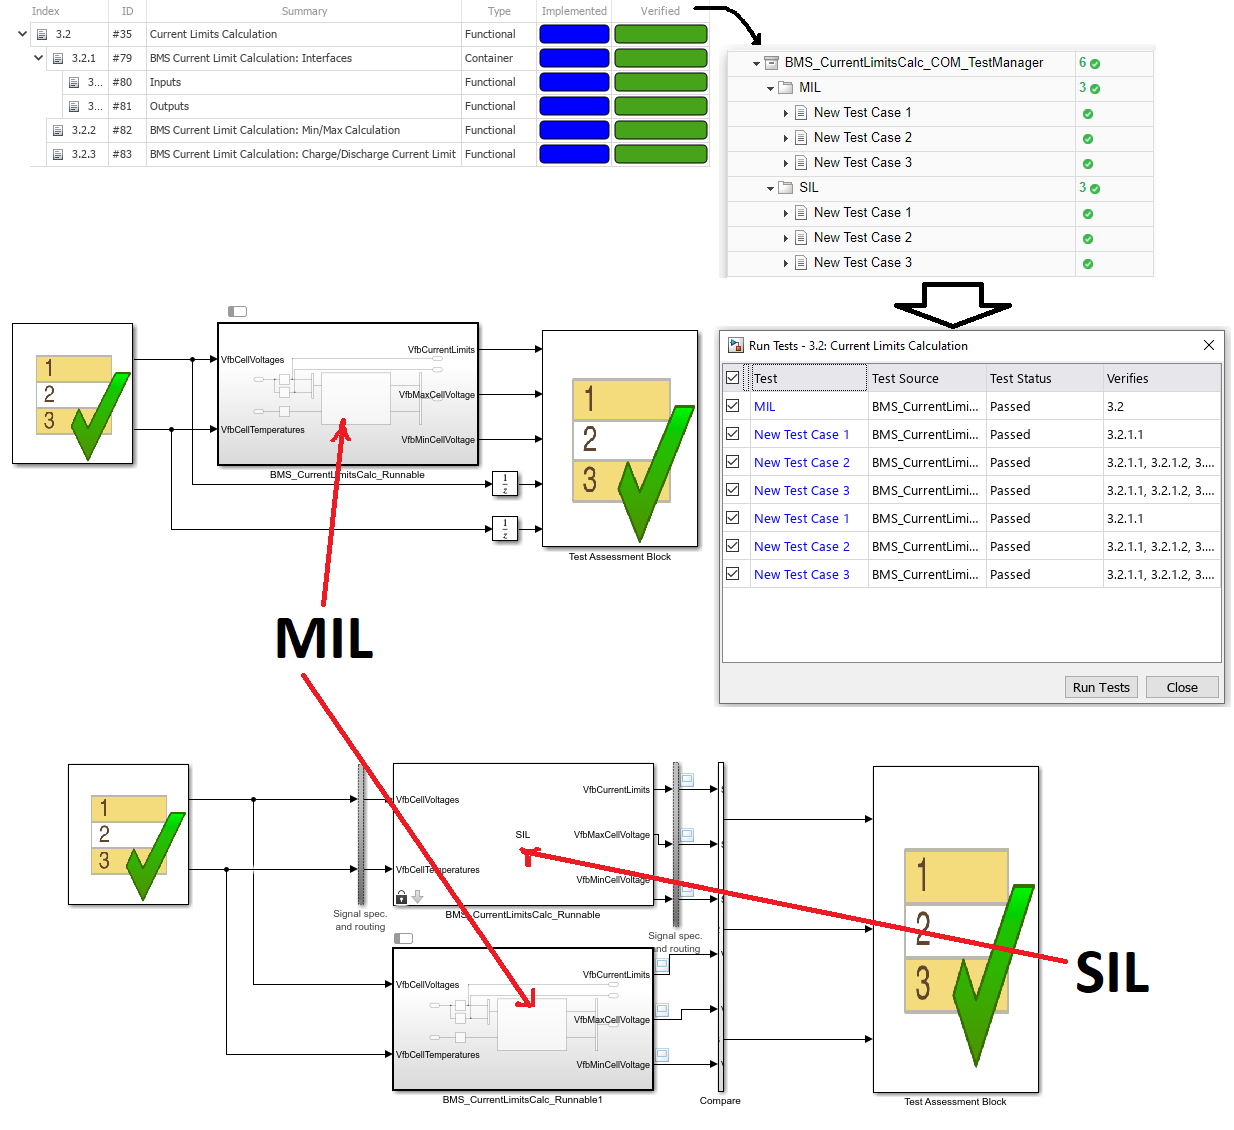 Index ID Summary Type Implemented Verified
3.2 #35 Current Limits Calculation Functional
3.2.1 #79 BMS Current Limit Calculation: Interfaces Container
3... #80 Inputs Functional
3... #81 Outputs Functional
3.2.2 #82 BMS Current Limit Calculation: Min/Max Calculation Functional
3.2.3 #83 BMS Current Limit Calculation: Charge/Discharge Current Limit Functional
BMS_CurrentLimitsCalc_COM_TestManager 6
MIL 3
New Test Case 1
New Test Case 2
New Test Case 3
SIL 3
New Test Case 1
New Test Case 2
New Test Case 3
1
2
3
VfbCellVoltages
VfbCellTemperatures
VfbCurrentLimits
VfbMaxCellVoltage
VfbMinCellVoltage
BMS_CurrentLimitsCalc_Runnable
1
z
1
z
1
2
3
Test Assessment Block
Run Tests - 3.2: Current Limits Calculation
Test Test Source Test Status Verifies
MIL BMS_CurrentLimi... Passed 3.2
New Test Case 1 BMS_CurrentLimi... Passed 3.2.1.1
New Test Case 2 BMS_CurrentLimi... Passed 3.2.1.1, 3.2.1.2, 3....
New Test Case 3 BMS_CurrentLimi... Passed 3.2.1.1, 3.2.1.2, 3....
New Test Case 1 BMS_CurrentLimi... Passed 3.2.1.1
New Test Case 2 BMS_CurrentLimi... Passed 3.2.1.1, 3.2.1.2, 3....
New Test Case 3 BMS_CurrentLimi... Passed 3.2.1.1, 3.2.1.2, 3....
Run Tests Close
MIL
1
2
3
Signal spec.
and routing
VfbCellVoltages
VfbCellTemperatures
SIL
VfbCurrentLimits
VfbMaxCellVoltage
VfbMinCellVoltage
BMS_CurrentLimitsCalc_Runnable
Signal spec.
and routing
VfbCellVoltages
VfbCellTemperatures
VfbCurrentLimits
VfbMaxCellVoltage
VfbMinCellVoltage
BMS_CurrentLimitsCalc_Runnable1
Compare
1
2
3
Test Assessment Block
SIL